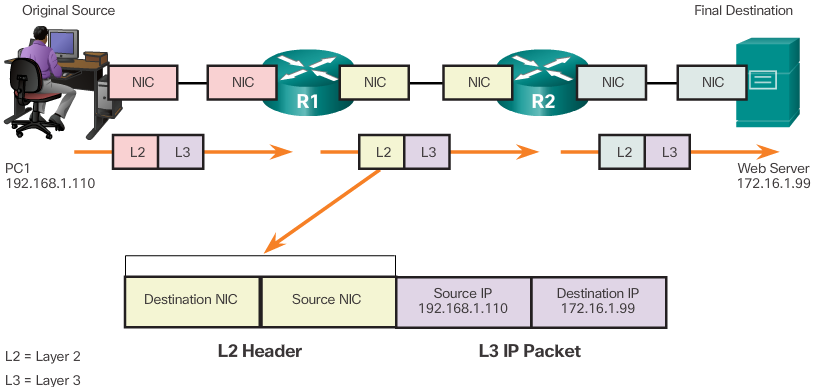 Original Source
Final Destination
NIC
NIC
R1
NIC
NIC
R2
NIC
NIC
L2
L3
L2
L3
L2
L3
PC1
192.168.1.110
Web Server
172.16.1.99
Destination NIC
Source NIC
Source IP
192.168.1.110
Destination IP
172.16.1.99
L2 Header
L3 IP Packet
L2 = Layer 2
L3 = Layer 3